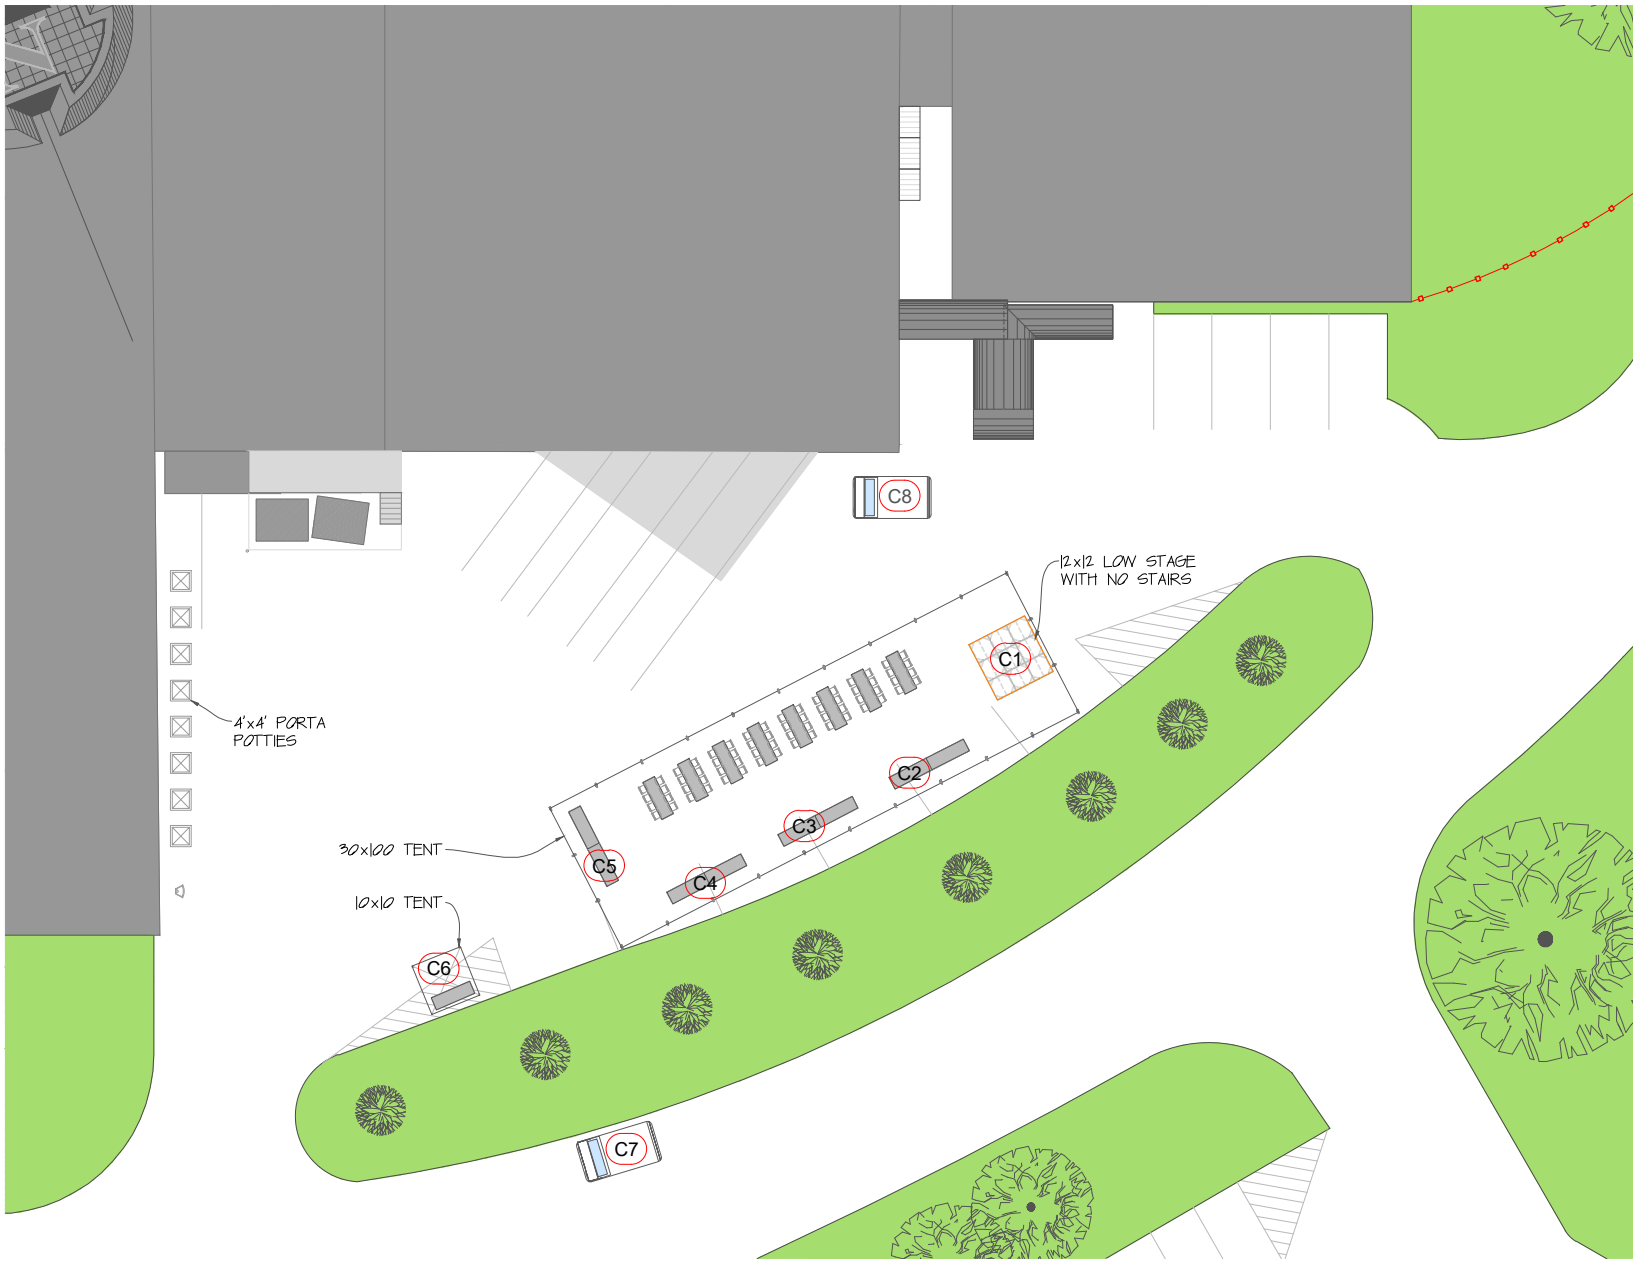 N
C8
12x12 LOW STAGE
WITH NO STAIRS
C1
4'x4' PORTA
POTTIES
C2
C3
30x100 TENT
C5
C4
10x10 TENT
C6
C7